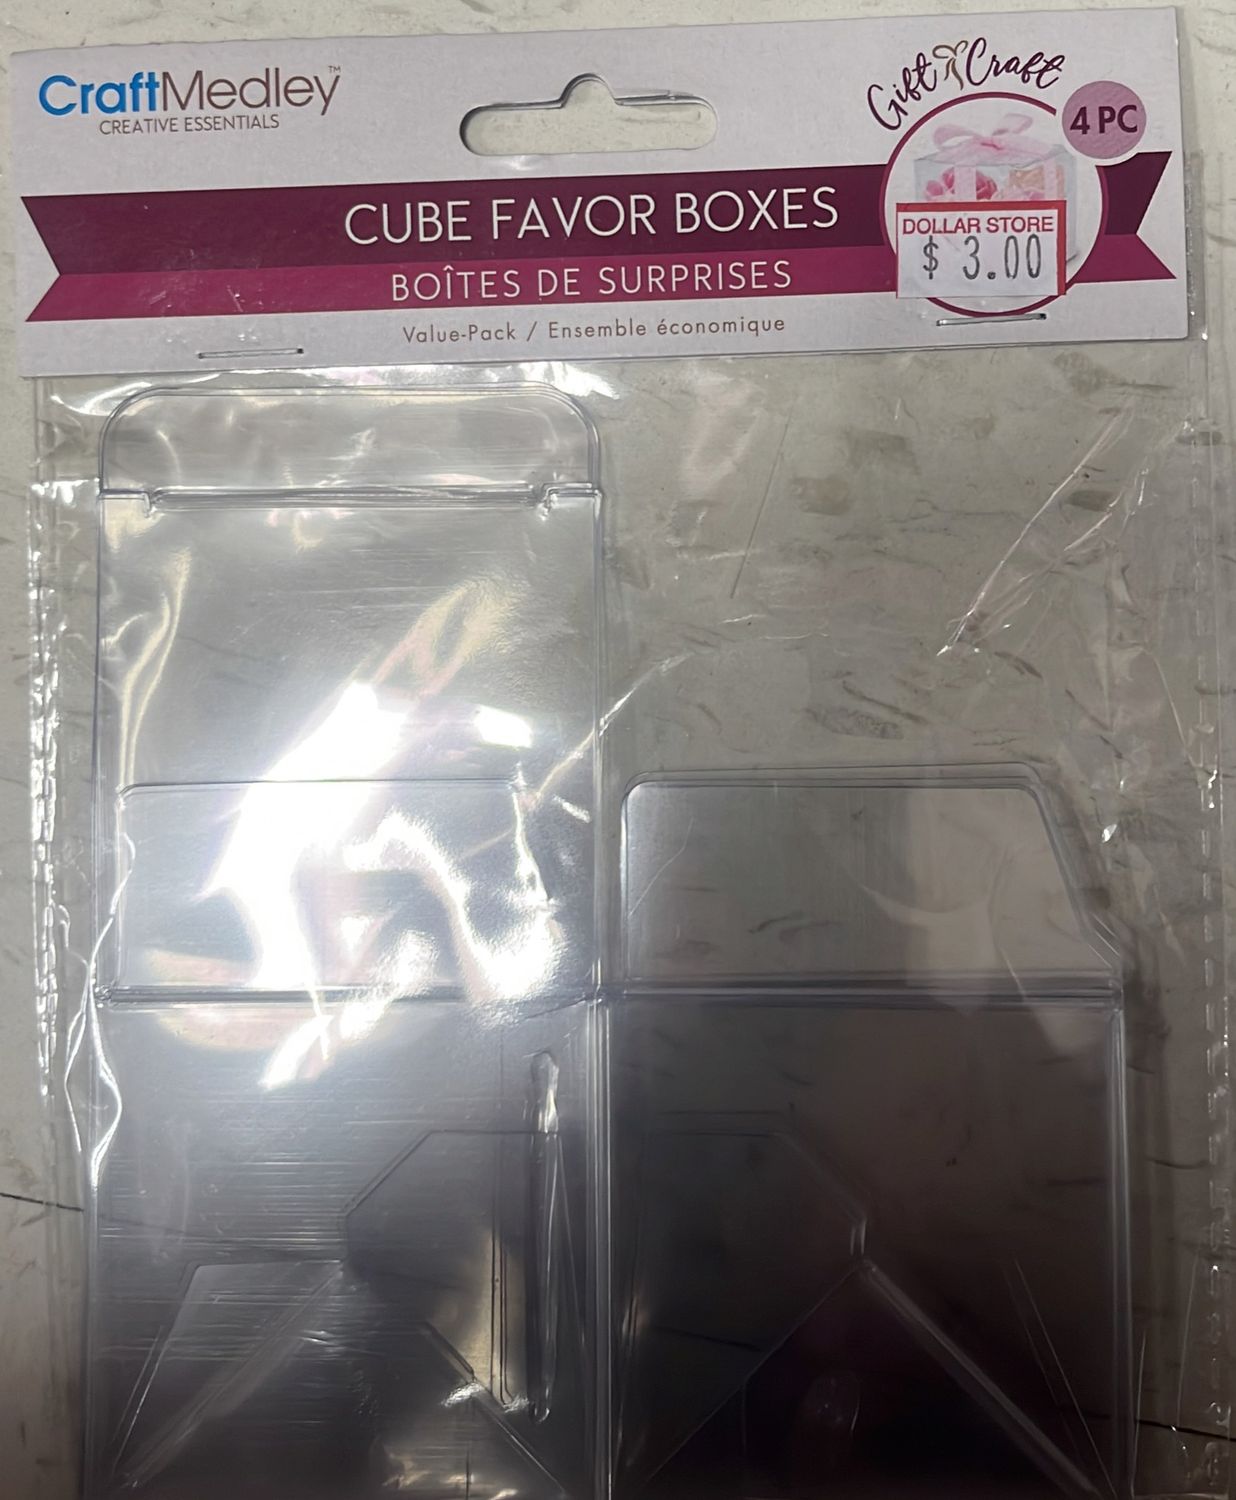 CraftMedley™
CREATIVE ESSENTIALS
Gift Craft
4 PC
CUBE FAVOR BOXES
DOLLAR STORE
$ 3.00
BOÎTES DE SURPRISES
Value-Pack / Ensemble économique